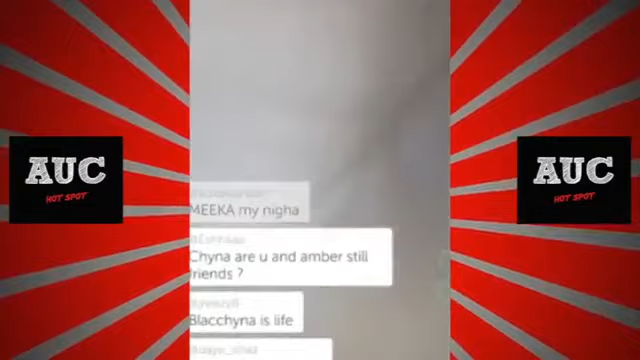 AUC
HOT SPOT
MEEKA my nigha
Chyna are u and amber still
friends ?
Blacchyna is life
AUC
HOT SPOT